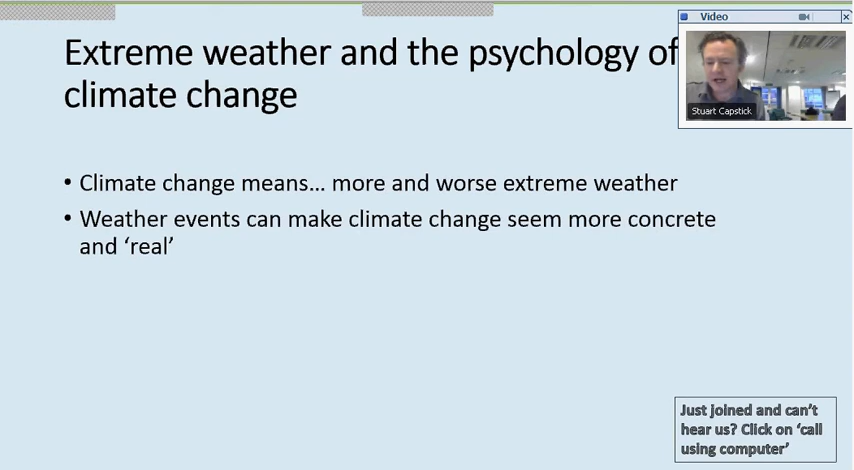 Extreme weather and the psychology of
climate change
Video
Stuart Capstick
• Climate change means... more and worse extreme weather
• Weather events can make climate change seem more concrete
and ‘real’
Just joined and can’t
hear us? Click on ‘call
using computer’